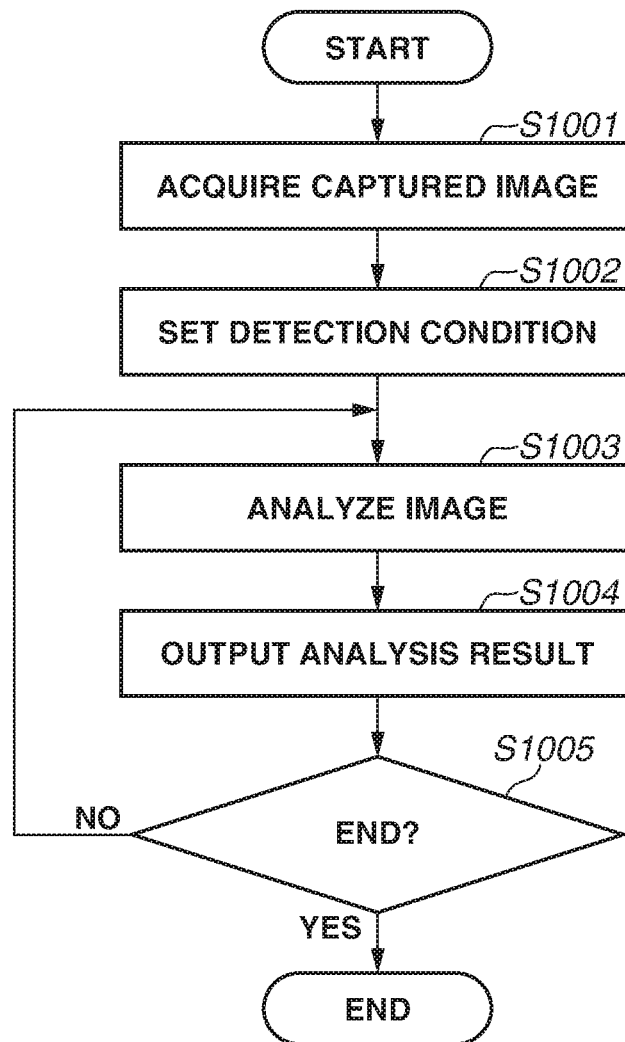 START
S1001
ACQUIRE CAPTURED IMAGE
S1002
SET DETECTION CONDITION
S1003
ANALYZE IMAGE
S1004
OUTPUT ANALYSIS RESULT
S1005
NO
END?
YES
END